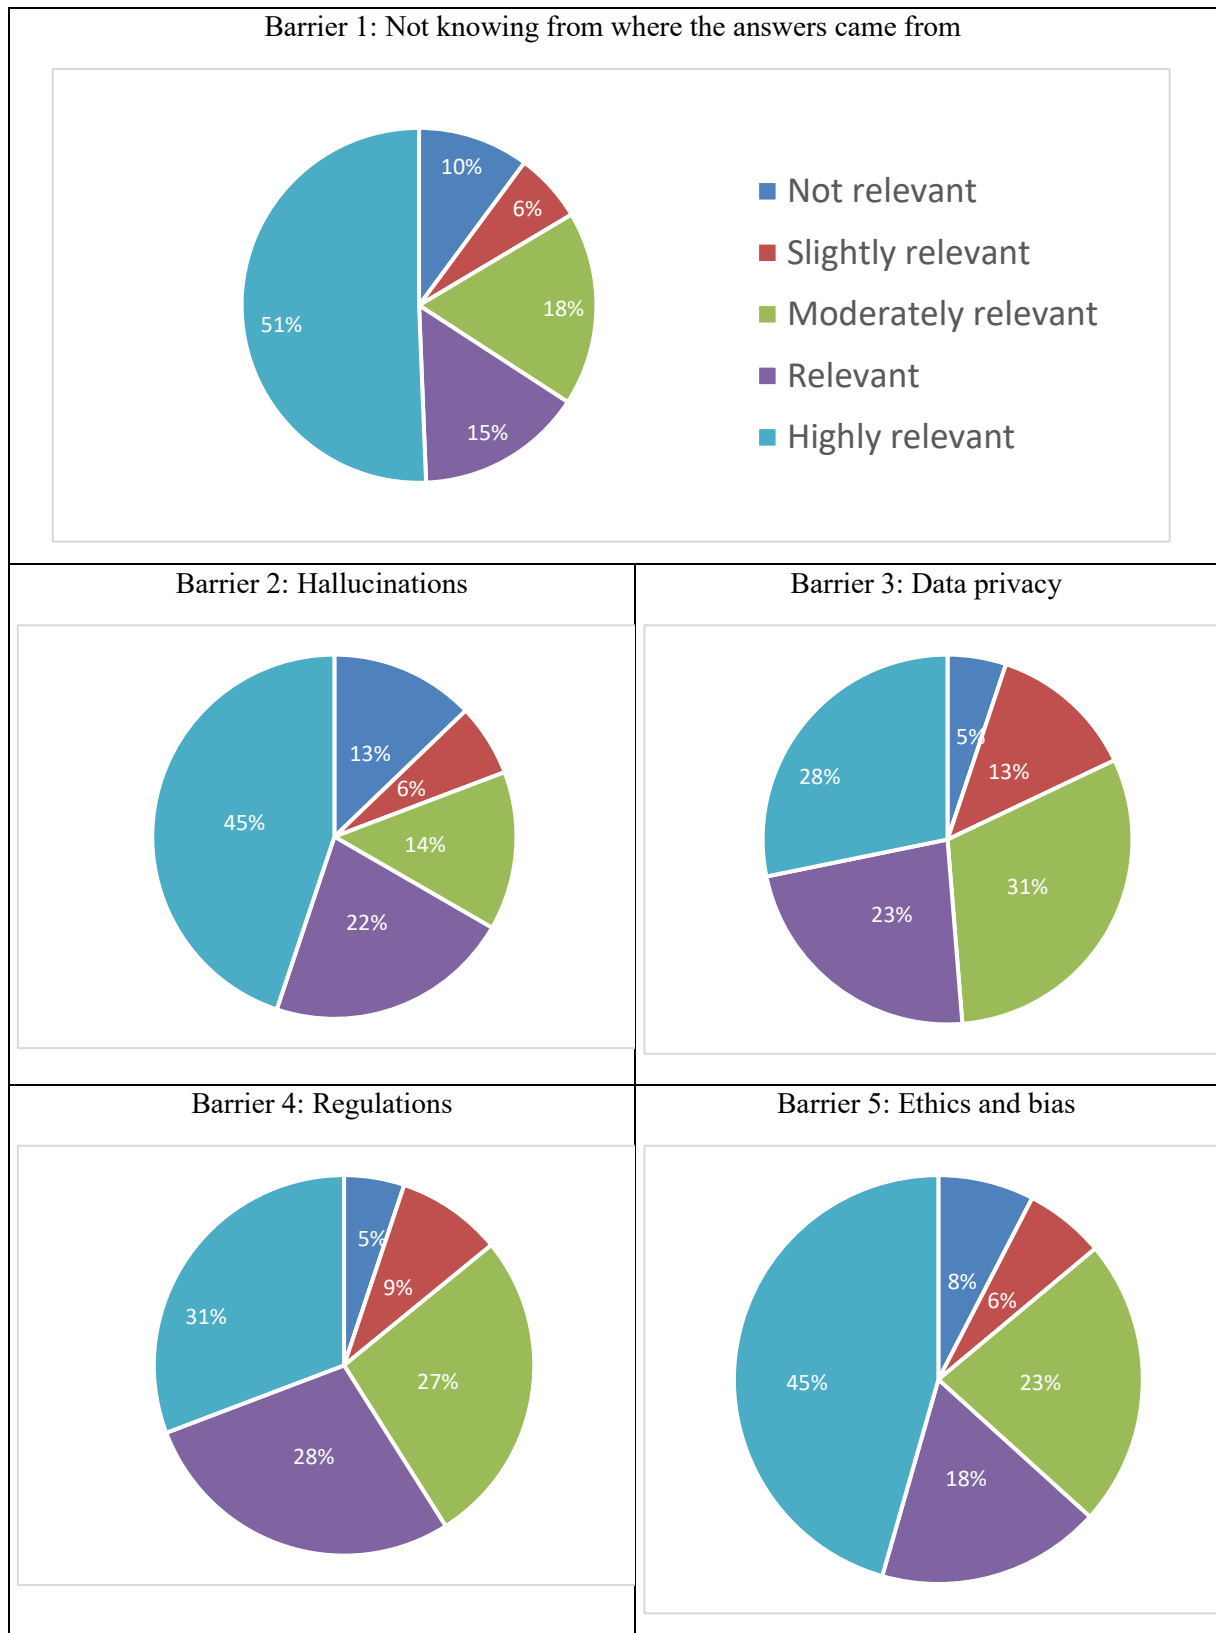 Barrier 1: Not knowing from where the answers came from
10%
6%
18%
15%
51%
Not relevant
Slightly relevant
Moderately relevant
Relevant
Highly relevant
Barrier 2: Hallucinations
13%
6%
14%
22%
45%
Barrier 3: Data privacy
5%
13%
31%
23%
28%
Barrier 4: Regulations
5%
9%
27%
28%
31%
Barrier 5: Ethics and bias
8%
6%
23%
18%
45%